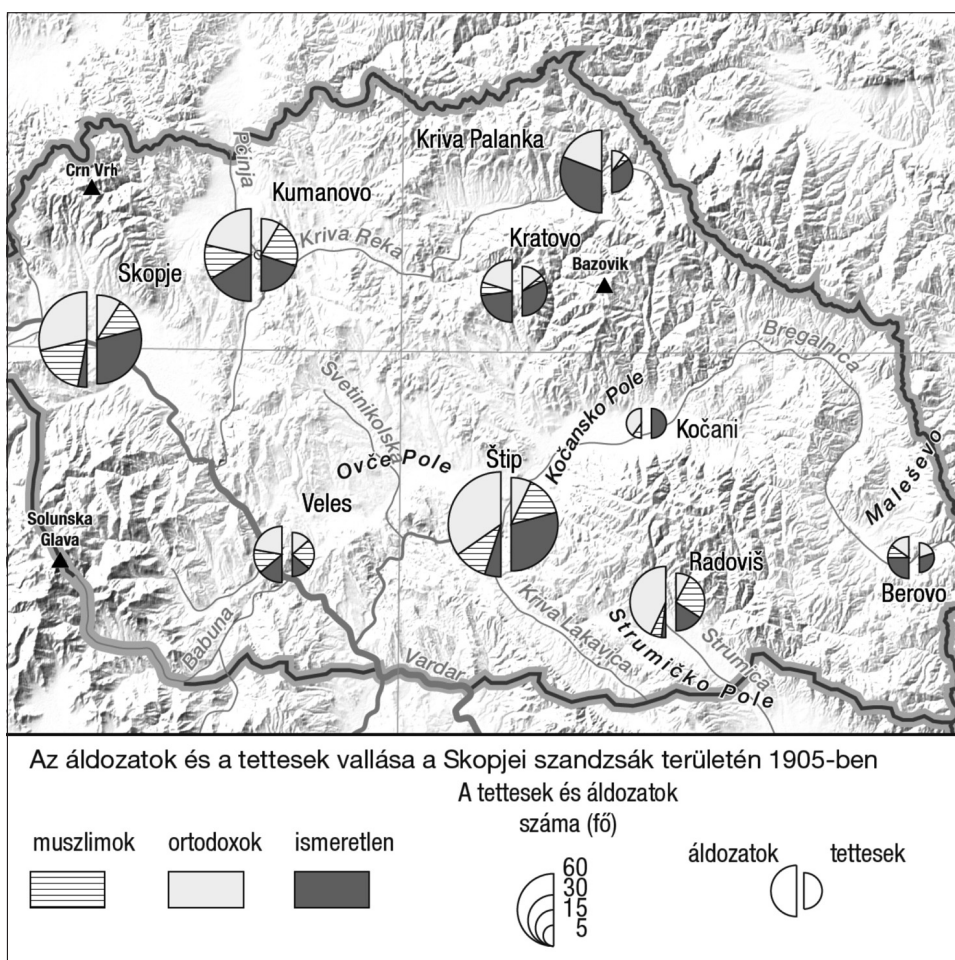 Kriva Palanka
Pčinja
Crn Vrh
Kumanovo
Kriva Reka
Kratovo
Bazovik
Skopje
Bregalnica
Svetinikolska
Kočansko Pole
Kočani
Ovče Pole
Štip
Maleševo
Veles
Solunska
Glava
Radoviš
Berovo
Babuna
Kriva Lakavica
Strumica
Strumičko Pole
Vardar
Az áldozatok és a tettesek vallása a Skopjei szandzsák területén 1905-ben
muszlimok
ortodoxok
ismeretlen
A tettesek és áldozatok
száma (fő)
60
30
15
5
áldozatok
tettesek